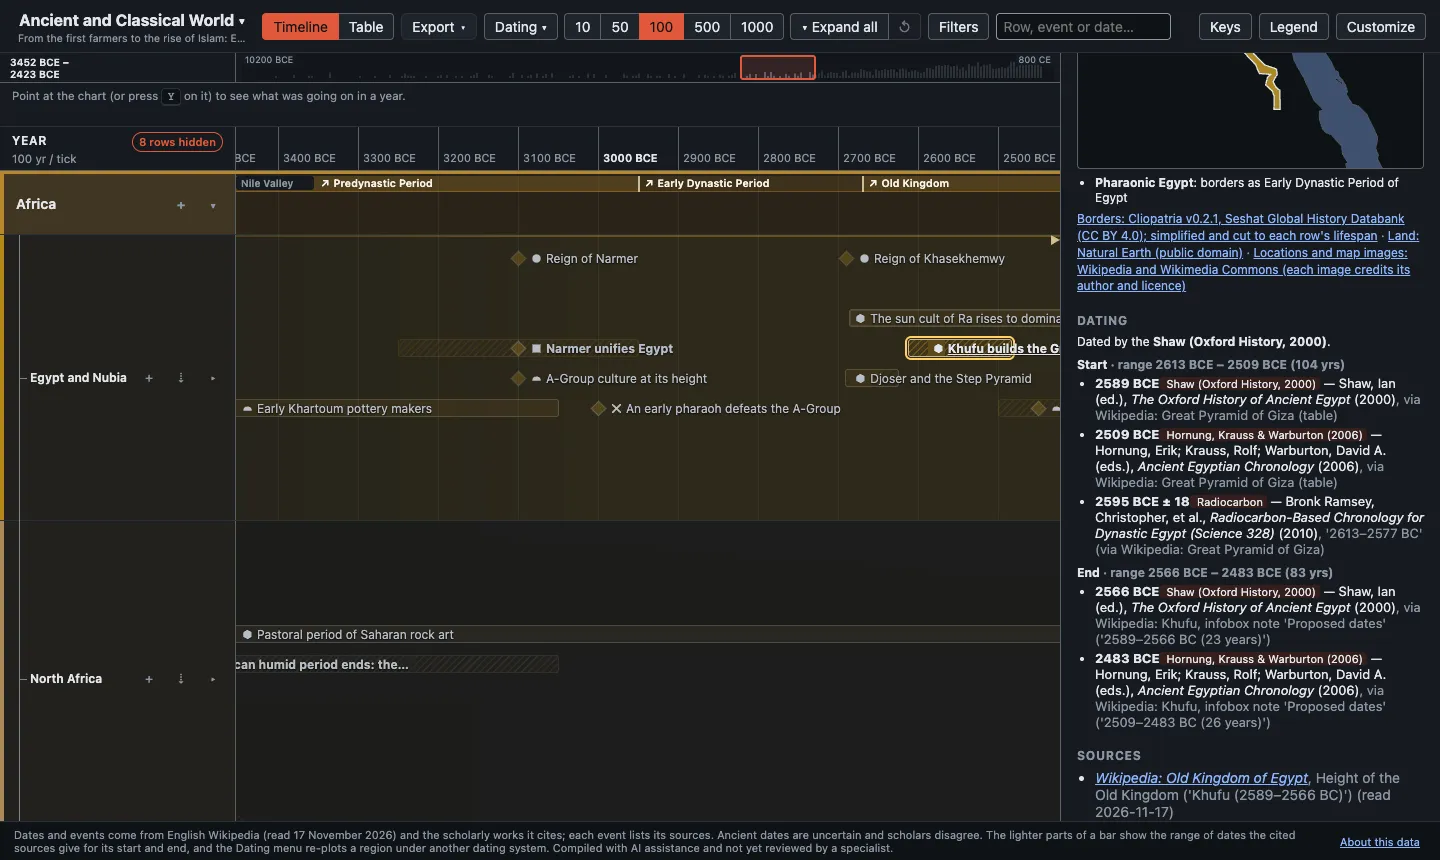 Ancient and Classical World ▾
From the first farmers to the rise of Islam: E...
Timeline
Table
Export ▾
Dating ▾
10
50
100
500
1000
▾ Expand all
↺
Filters
Row, event or date...
Keys
Legend
Customize
3452 BCE –
2423 BCE
10200 BCE
800 CE
Point at the chart (or press Y on it) to see what was going on in a year.
YEAR
8 rows hidden
100 yr / tick
BCE
3400 BCE
3300 BCE
3200 BCE
3100 BCE
3000 BCE
2900 BCE
2800 BCE
2700 BCE
2600 BCE
2500 BCE
Africa
+
▾
Nile Valley
↗ Predynastic Period
↗ Early Dynastic Period
↗ Old Kingdom
Reign of Narmer
Reign of Khasekhemwy
The sun cult of Ra rises to domina
Narmer unifies Egypt
Khufu builds the G
Egypt and Nubia
+
A-Group culture at its height
Djoser and the Step Pyramid
Early Khartoum pottery makers
An early pharaoh defeats the A-Group
Pastoral period of Saharan rock art
can humid period ends: the...
North Africa
+
• Pharaonic Egypt: borders as Early Dynastic Period of
Egypt
Borders: Cliopatria v0.2.1, Seshat Global History Databank
(CC BY 4.0); simplified and cut to each row's lifespan · Land:
Natural Earth (public domain) · Locations and map images:
Wikipedia and Wikimedia Commons (each image credits its
author and licence)
DATING
Dated by the Shaw (Oxford History, 2000).
Start · range 2613 BCE – 2509 BCE (104 yrs)
• 2589 BCE Shaw (Oxford History, 2000) — Shaw, Ian
(ed.), The Oxford History of Ancient Egypt (2000), via
Wikipedia: Great Pyramid of Giza (table)
• 2509 BCE Hornung, Krauss & Warburton (2006) —
Hornung, Erik; Krauss, Rolf; Warburton, David A.
(eds.), Ancient Egyptian Chronology (2006), via
Wikipedia: Great Pyramid of Giza (table)
• 2595 BCE ± 18 Radiocarbon — Bronk Ramsey,
Christopher, et al., Radiocarbon-Based Chronology for
Dynastic Egypt (Science 328) (2010), '2613–2577 BC'
(via Wikipedia: Great Pyramid of Giza)
End · range 2566 BCE – 2483 BCE (83 yrs)
• 2566 BCE Shaw (Oxford History, 2000) — Shaw, Ian
(ed.), The Oxford History of Ancient Egypt (2000), via
Wikipedia: Khufu, infobox note 'Proposed dates'
('2589–2566 BC (23 years)')
• 2483 BCE Hornung, Krauss & Warburton (2006) —
Hornung, Erik; Krauss, Rolf; Warburton, David A.
(eds.), Ancient Egyptian Chronology (2006), via
Wikipedia: Khufu, infobox note 'Proposed dates'
('2509–2483 BC (26 years)')
SOURCES
• Wikipedia: Old Kingdom of Egypt, Height of the
Old Kingdom ('Khufu (2589–2566 BC)') (read
2026-11-17)
Dates and events come from English Wikipedia (read 17 November 2026) and the scholarly works it cites; each event lists its sources. Ancient dates are uncertain and scholars disagree. The lighter parts of a bar show the range of dates the cited
sources give for its start and end, and the Dating menu re-plots a region under another dating system. Compiled with AI assistance and not yet reviewed by a specialist.
About this data